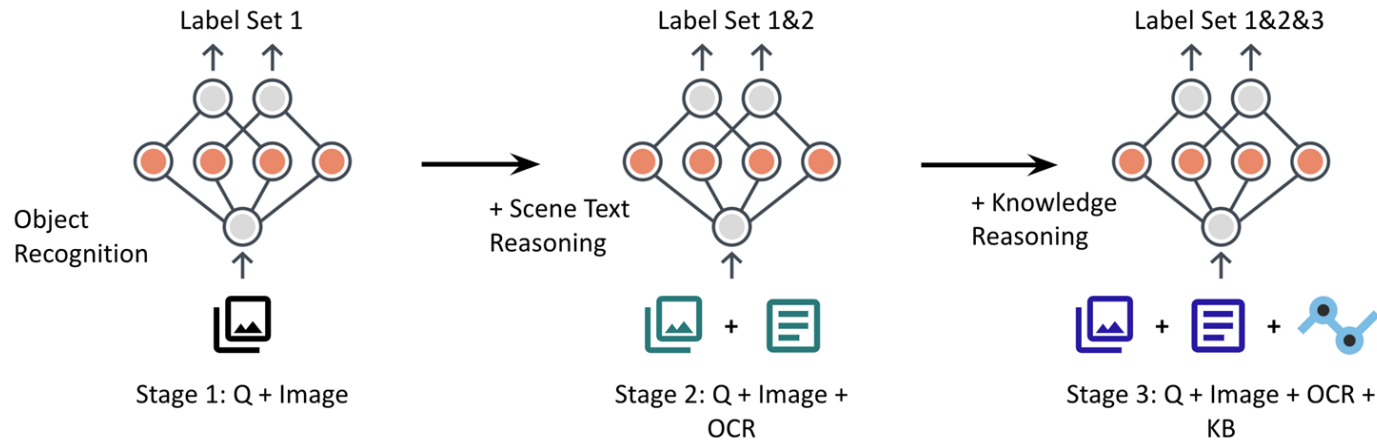 Label Set 1
Label Set 1&2
Label Set 1&2&3
Object
Recognition
+ Scene Text
Reasoning
+ Knowledge
Reasoning
+
+
+
Stage 1: Q + Image
Stage 2: Q + Image +
OCR
Stage 3: Q + Image + OCR +
KB